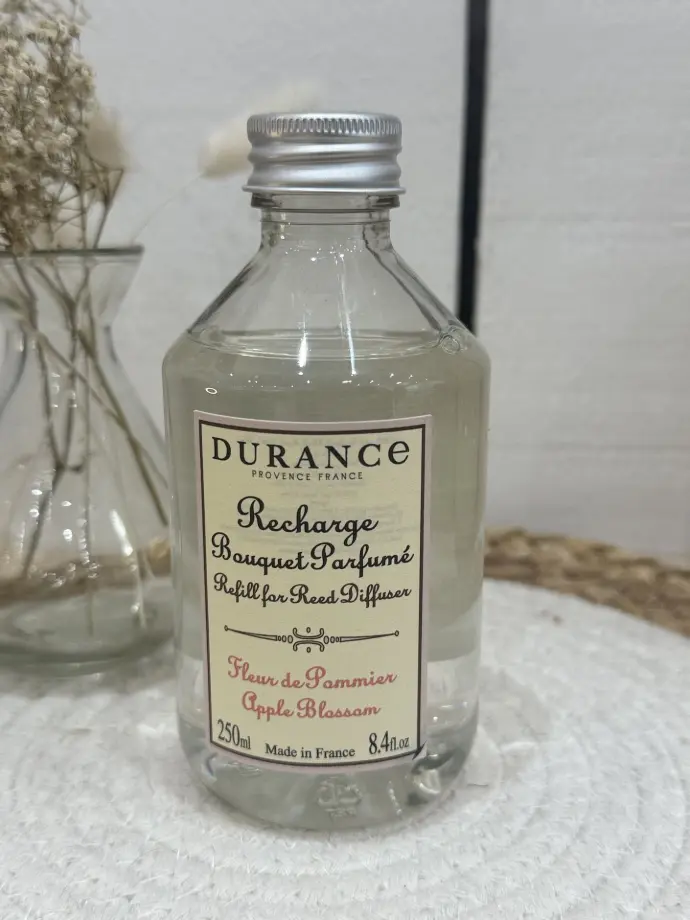 DURANCE
PROVENCE FRANCE
Recharge
Bouquet Parfumé
Refill for Reed Diffuser
Fleur de Pommier
Apple Blossom
250ml Made in France 8.4fl.oz